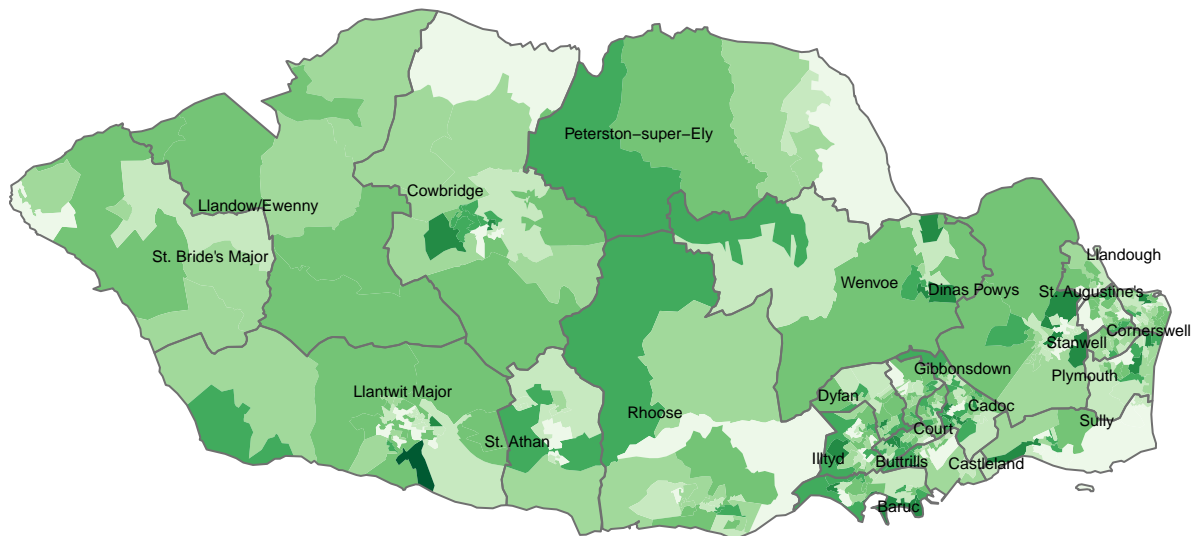 Peterston−super−Ely
Cowbridge
Llandow/Ewenny
St. Bride's Major
Llandough
Wenvoe
Dinas Powys
St. Augustine's
Cornerswell
Stanwell
Gibbonsdown
Plymouth
Llantwit Major
Dyfan
Cadoc
Rhoose
Sully
Court
St. Athan
Illtyd
Buttrills
Castleland
Baruc